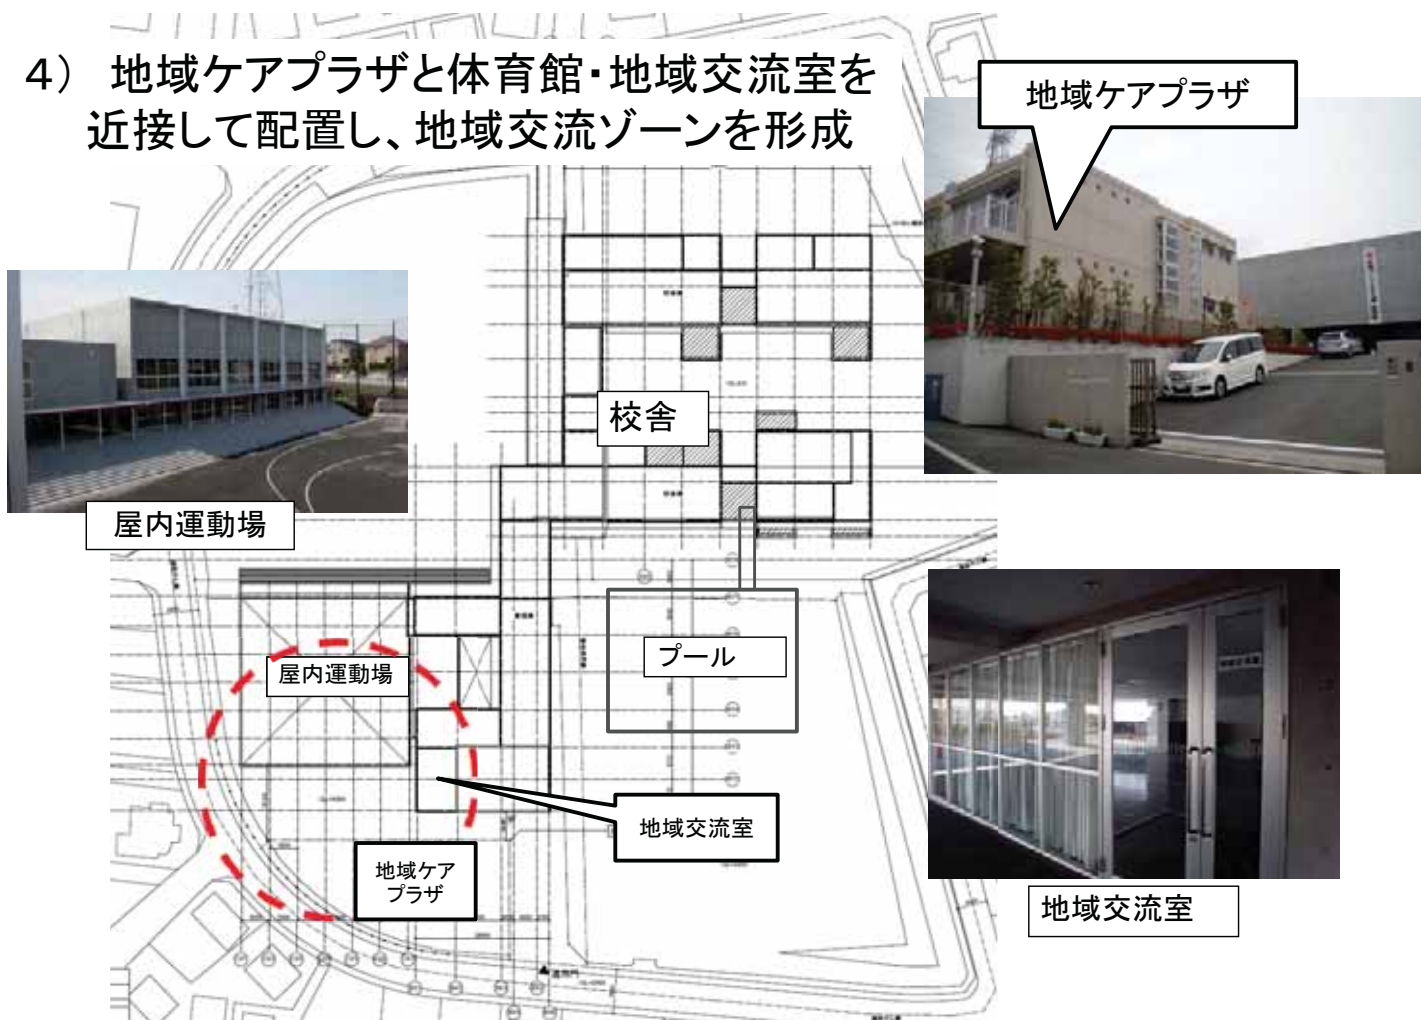 4） 地域ケアプラザと体育館・地域交流室を
近接して配置し、地域交流ゾーンを形成
地域ケアプラザ
屋内運動場
校舎
プール
屋内運動場
地域交流室
地域ケア
プラザ
地域交流室